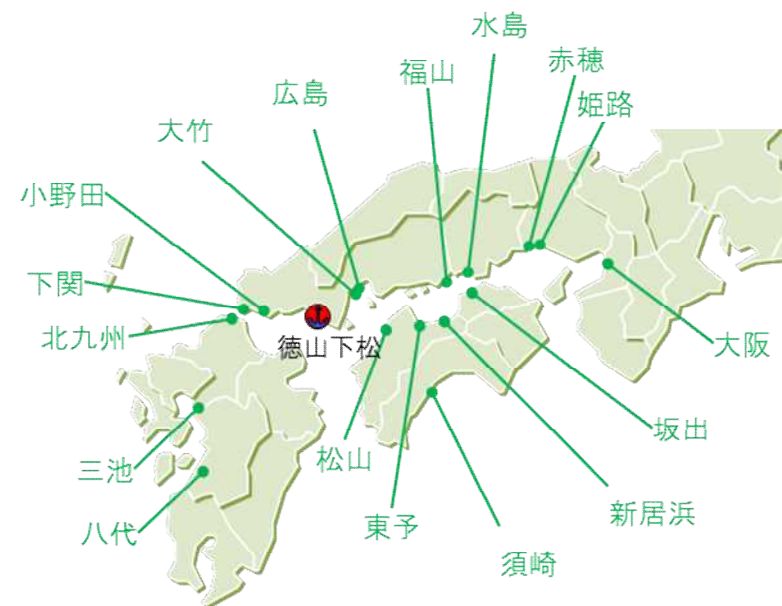 水島
赤穂
福山
姫路
広島
大竹
小野田
下関
北九州
徳山下松
大阪
坂出
松山
三池
新居浜
東予
八代
須崎